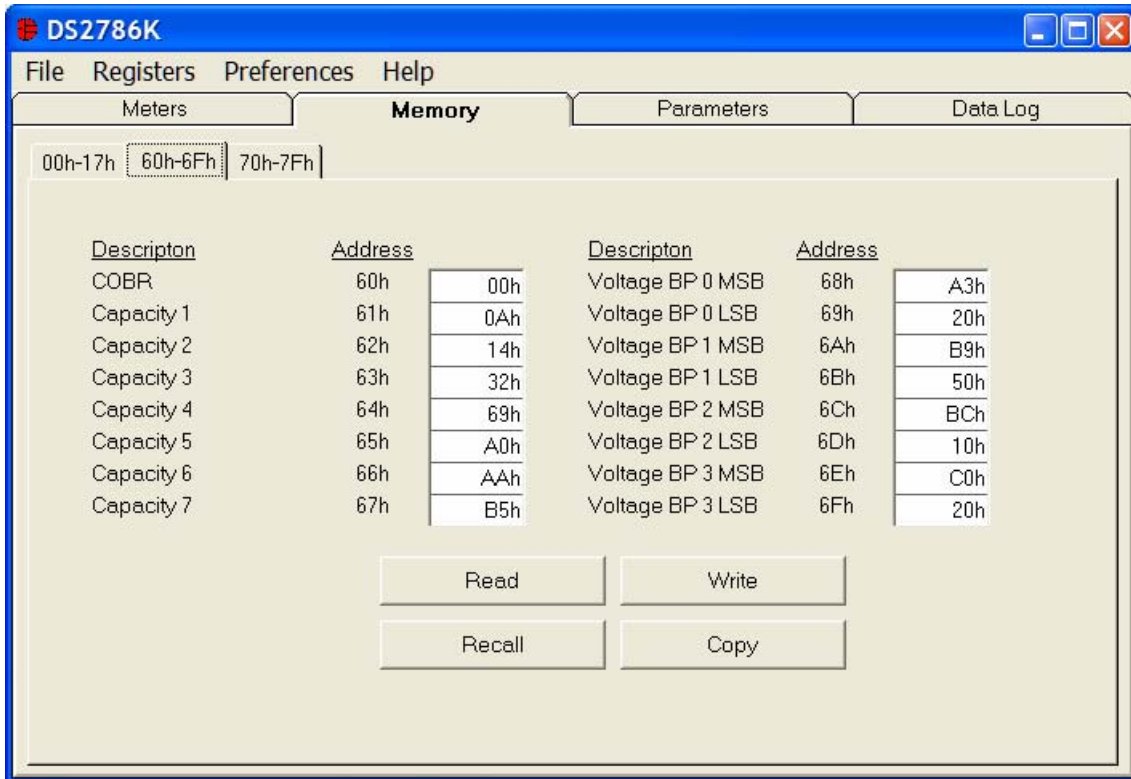 DS2786K
File Registers Preferences Help
Meters Memory Parameters Data Log
00h-17h 60h-6Fh 70h-7Fh
Descripton Address Descripton Address
COBR 60h 00h Voltage BP 0 MSB 68h A3h
Capacity 1 61h 0Ah Voltage BP 0 LSB 69h 20h
Capacity 2 62h 14h Voltage BP 1 MSB 6Ah B9h
Capacity 3 63h 32h Voltage BP 1 LSB 6Bh 50h
Capacity 4 64h 69h Voltage BP 2 MSB 6Ch BCh
Capacity 5 65h A0h Voltage BP 2 LSB 6Dh 10h
Capacity 6 66h AAh Voltage BP 3 MSB 6Eh C0h
Capacity 7 67h B5h Voltage BP 3 LSB 6Fh 20h
Read Write
Recall Copy